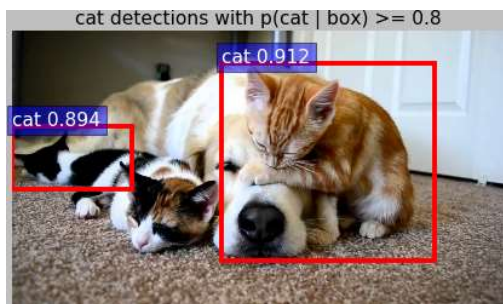 cat detections with p(cat | box) >= 0.8
cat 0.912
cat 0.894